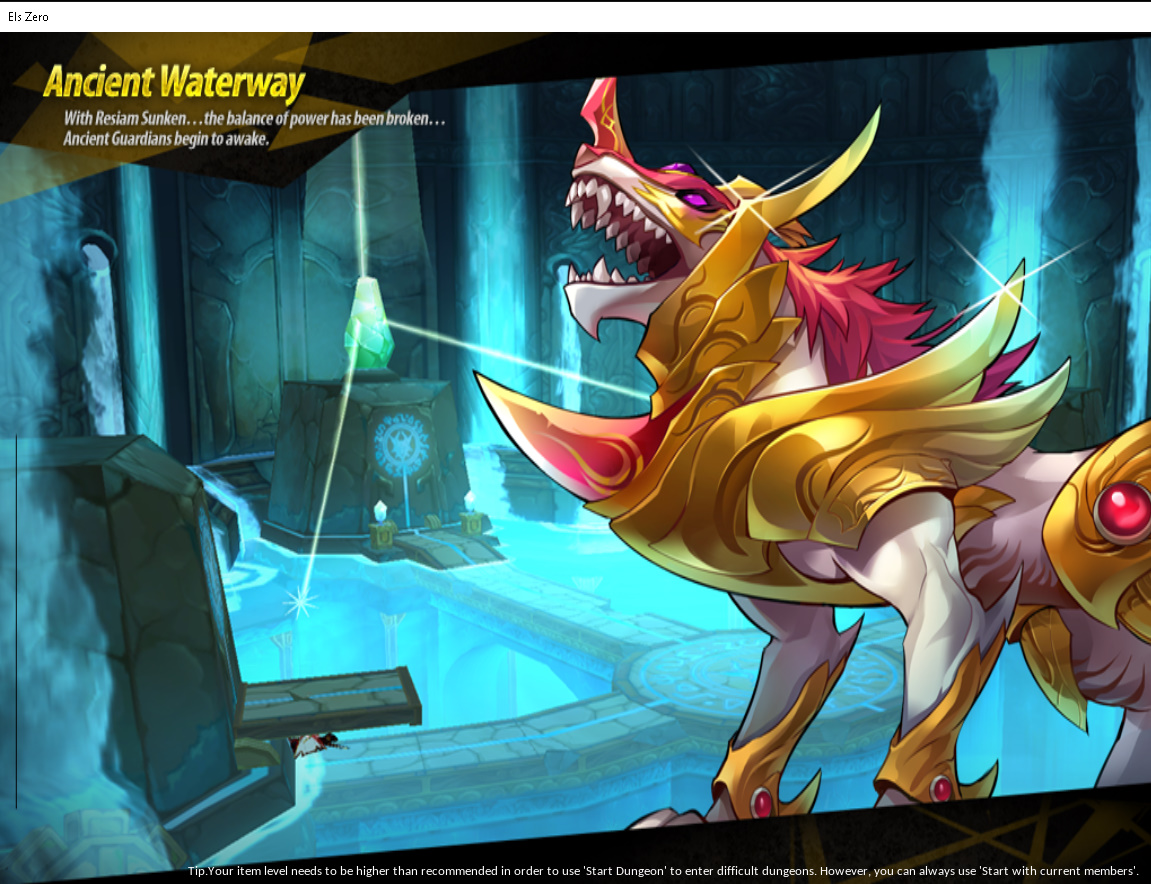 Els Zero
Ancient Waterway
With Resiam Sunken...the balance of power has been broken...
Ancient Guardians begin to awake.
Tip.Your item level needs to be higher than recommended in order to use 'Start Dungeon' to enter difficult dungeons. However, you can always use 'Start with current members'.